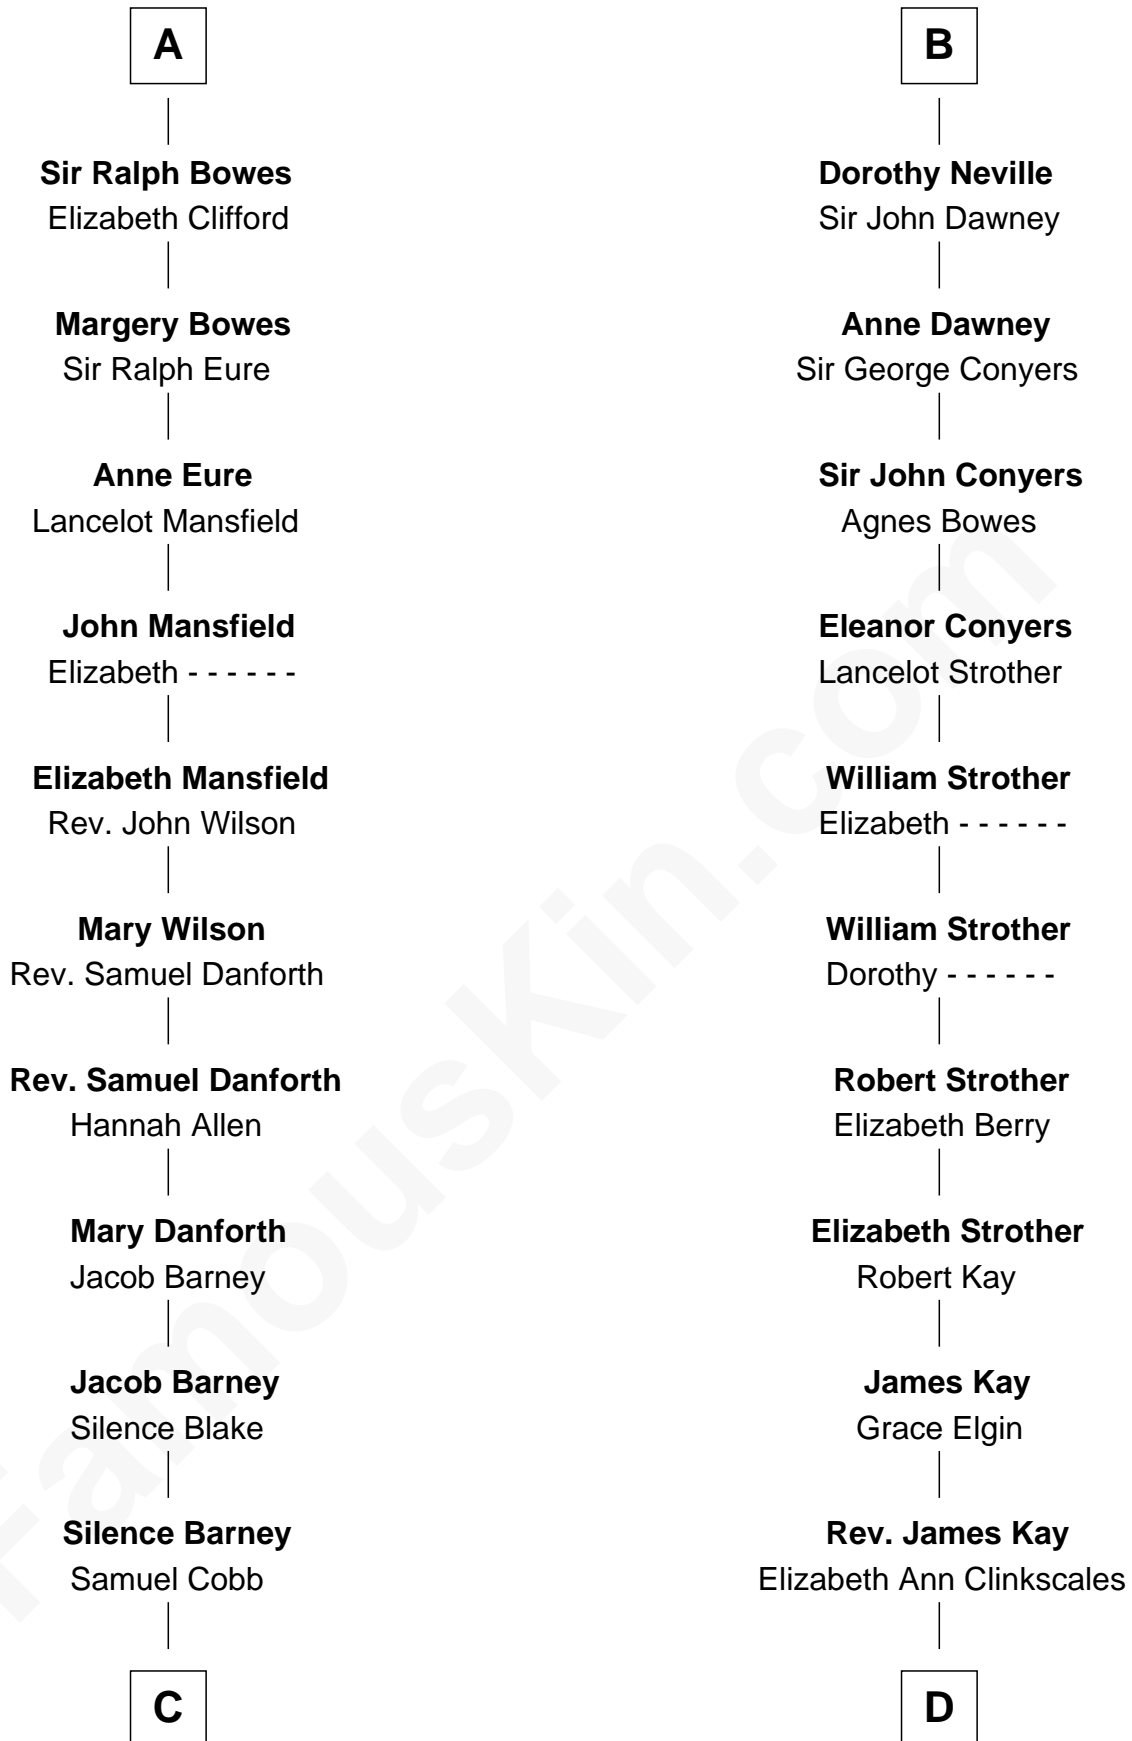 A
Sir Ralph Bowes
Elizabeth Clifford
Margery Bowes
Sir Ralph Eure
Anne Eure
Lancelot Mansfield
John Mansfield
Elizabeth - - - - - -
Elizabeth Mansfield
Rev. John Wilson
Mary Wilson
Rev. Samuel Danforth
Rev. Samuel Danforth
Hannah Allen
Mary Danforth
Jacob Barney
Jacob Barney
Silence Blake
Silence Barney
Samuel Cobb
C
B
Dorothy Neville
Sir John Dawney
Anne Dawney
Sir George Conyers
Sir John Conyers
Agnes Bowes
Eleanor Conyers
Lancelot Strother
William Strother
Elizabeth - - - - - -
William Strother
Dorothy - - - - - -
Robert Strother
Elizabeth Berry
Elizabeth Strother
Robert Kay
James Kay
Grace Elgin
Rev. James Kay
Elizabeth Ann Clinkscales
D
FamousKin.com